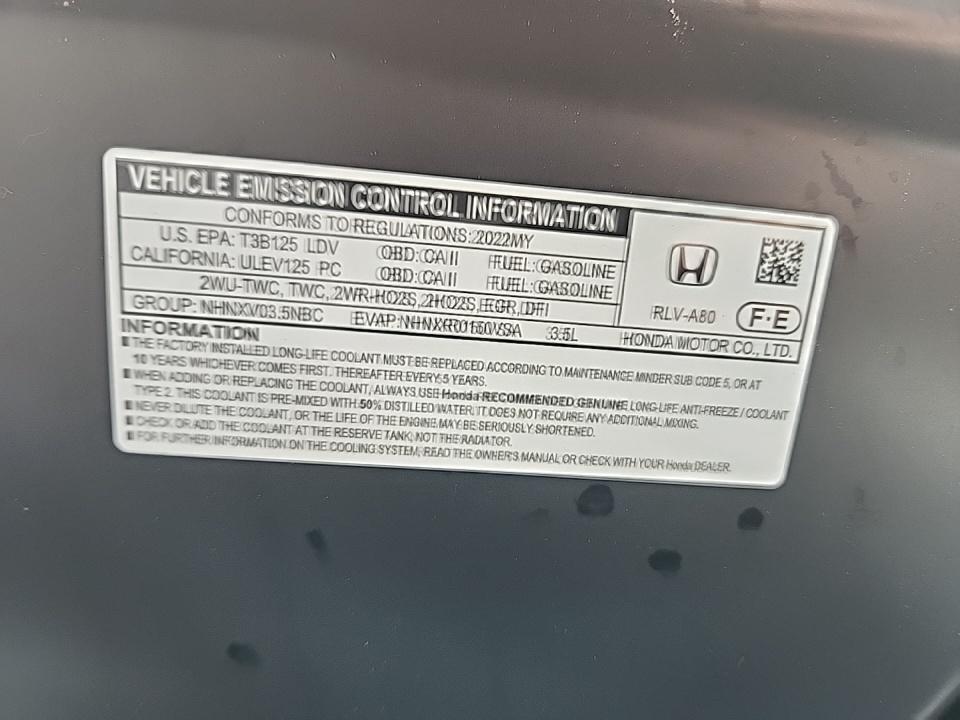 VEHICLE EMISSION CONTROL INFORMATION
CONFORMS TO REGULATIONS: 2022MY
U.S. EPA: T3B125 LDV OBD: CA II FUEL: GASOLINE
CALIFORNIA: ULEV125 PC OBD: CA II FUEL: GASOLINE
2WU-TWC, TWC, 2WR-HO2S, 2HO2S, EGR, DFI
GROUP: NHNXV03.5NBC EVAP: 3.5L
RLV-A80 F·E
HONDA MOTOR CO., LTD.
INFORMATION
THE FACTORY INSTALLED LONG-LIFE COOLANT MUST BE REPLACED ACCORDING TO MAINTENANCE MINDER SUB CODE 5, OR AT
10 YEARS WHICHEVER COMES FIRST. THEREAFTER EVERY 5 YEARS.
WHEN ADDING OR REPLACING THE COOLANT, ALWAYS USE Honda RECOMMENDED GENUINE LONG-LIFE ANTI-FREEZE / COOLANT
TYPE 2. THIS COOLANT IS PRE-MIXED WITH 50% DISTILLED WATER. IT DOES NOT REQUIRE ANY ADDITIONAL MIXING.
NEVER DILUTE THE COOLANT, OR THE LIFE OF THE ENGINE MAY BE SERIOUSLY SHORTENED.
CHECK OR ADD THE COOLANT AT THE RESERVE TANK, NOT THE RADIATOR.
FOR FURTHER INFORMATION ON THE COOLING SYSTEM, READ THE OWNER'S MANUAL OR CHECK WITH YOUR Honda DEALER.